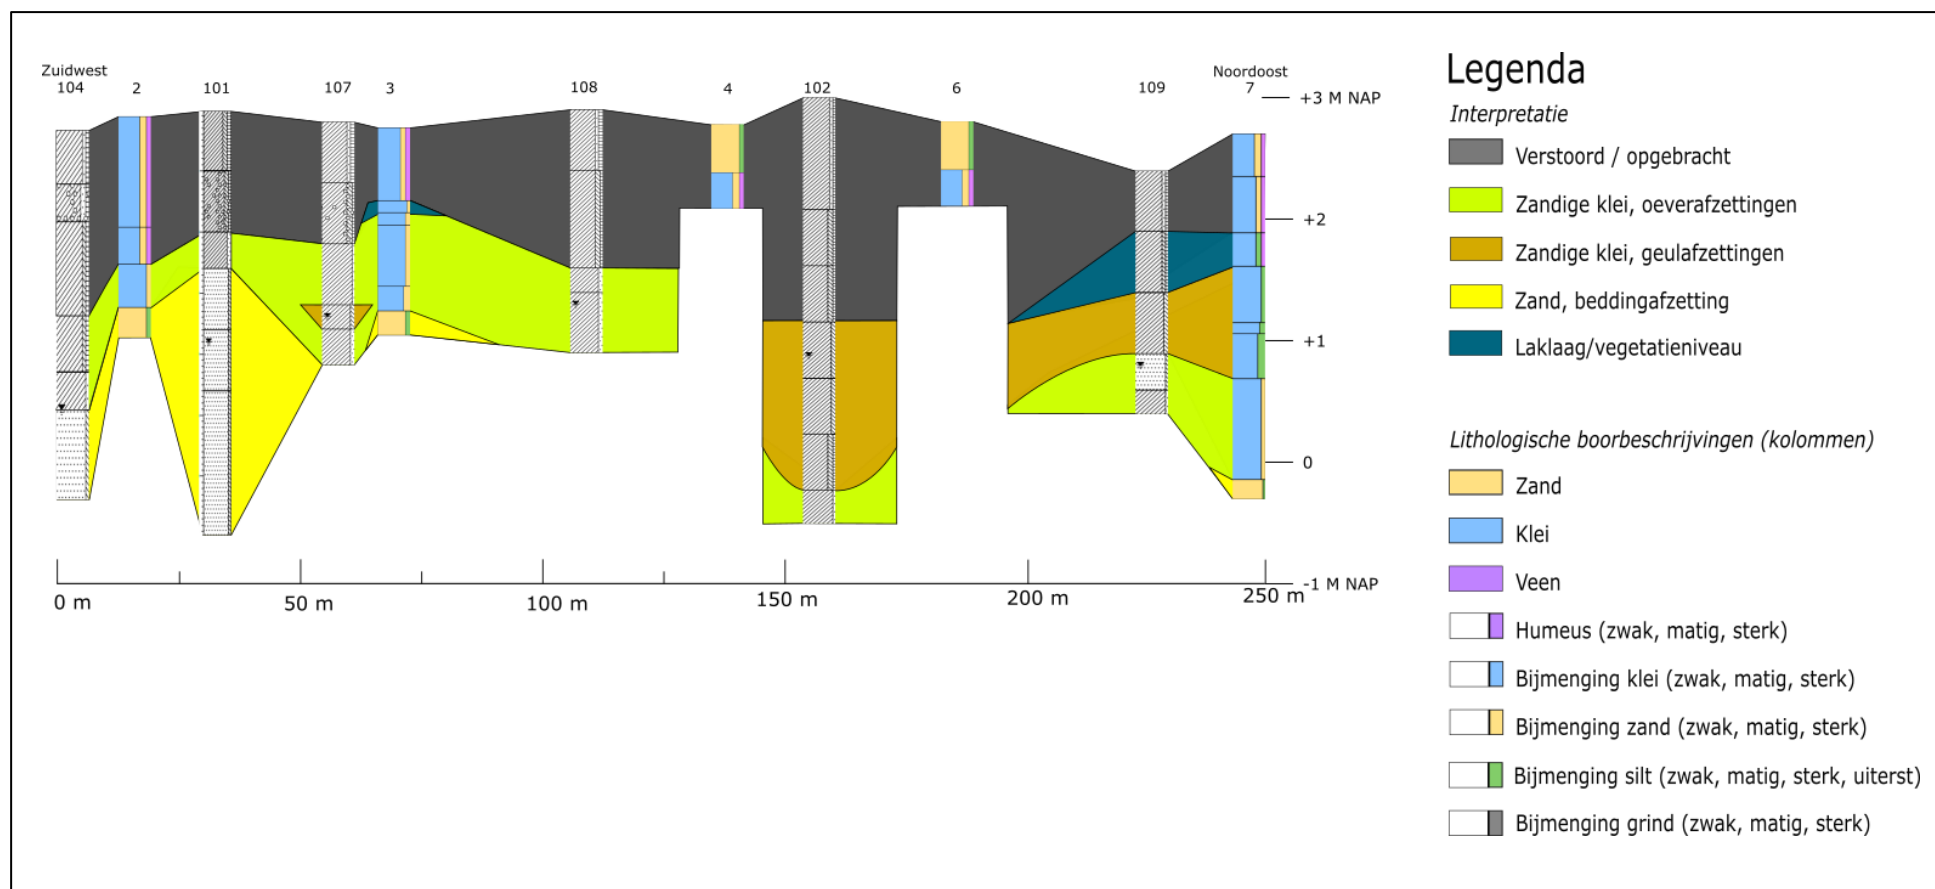 Zuidwest
Noordoost
104 2 101 107 3 108 4 102 6 109 7
+3 M NAP
+2
+1
0
-1 M NAP
0 m 50 m 100 m 150 m 200 m 250 m
Legenda
Interpretatie
Verstoord / opgebracht
Zandige klei, oeverafzettingen
Zandige klei, geulafzettingen
Zand, beddingafzetting
Laklaag/vegetatieniveau
Lithologische boorbeschrijvingen (kolommen)
Zand
Klei
Veen
Humeus (zwak, matig, sterk)
Bijmenging klei (zwak, matig, sterk)
Bijmenging zand (zwak, matig, sterk)
Bijmenging silt (zwak, matig, sterk, uiterst)
Bijmenging grind (zwak, matig, sterk)